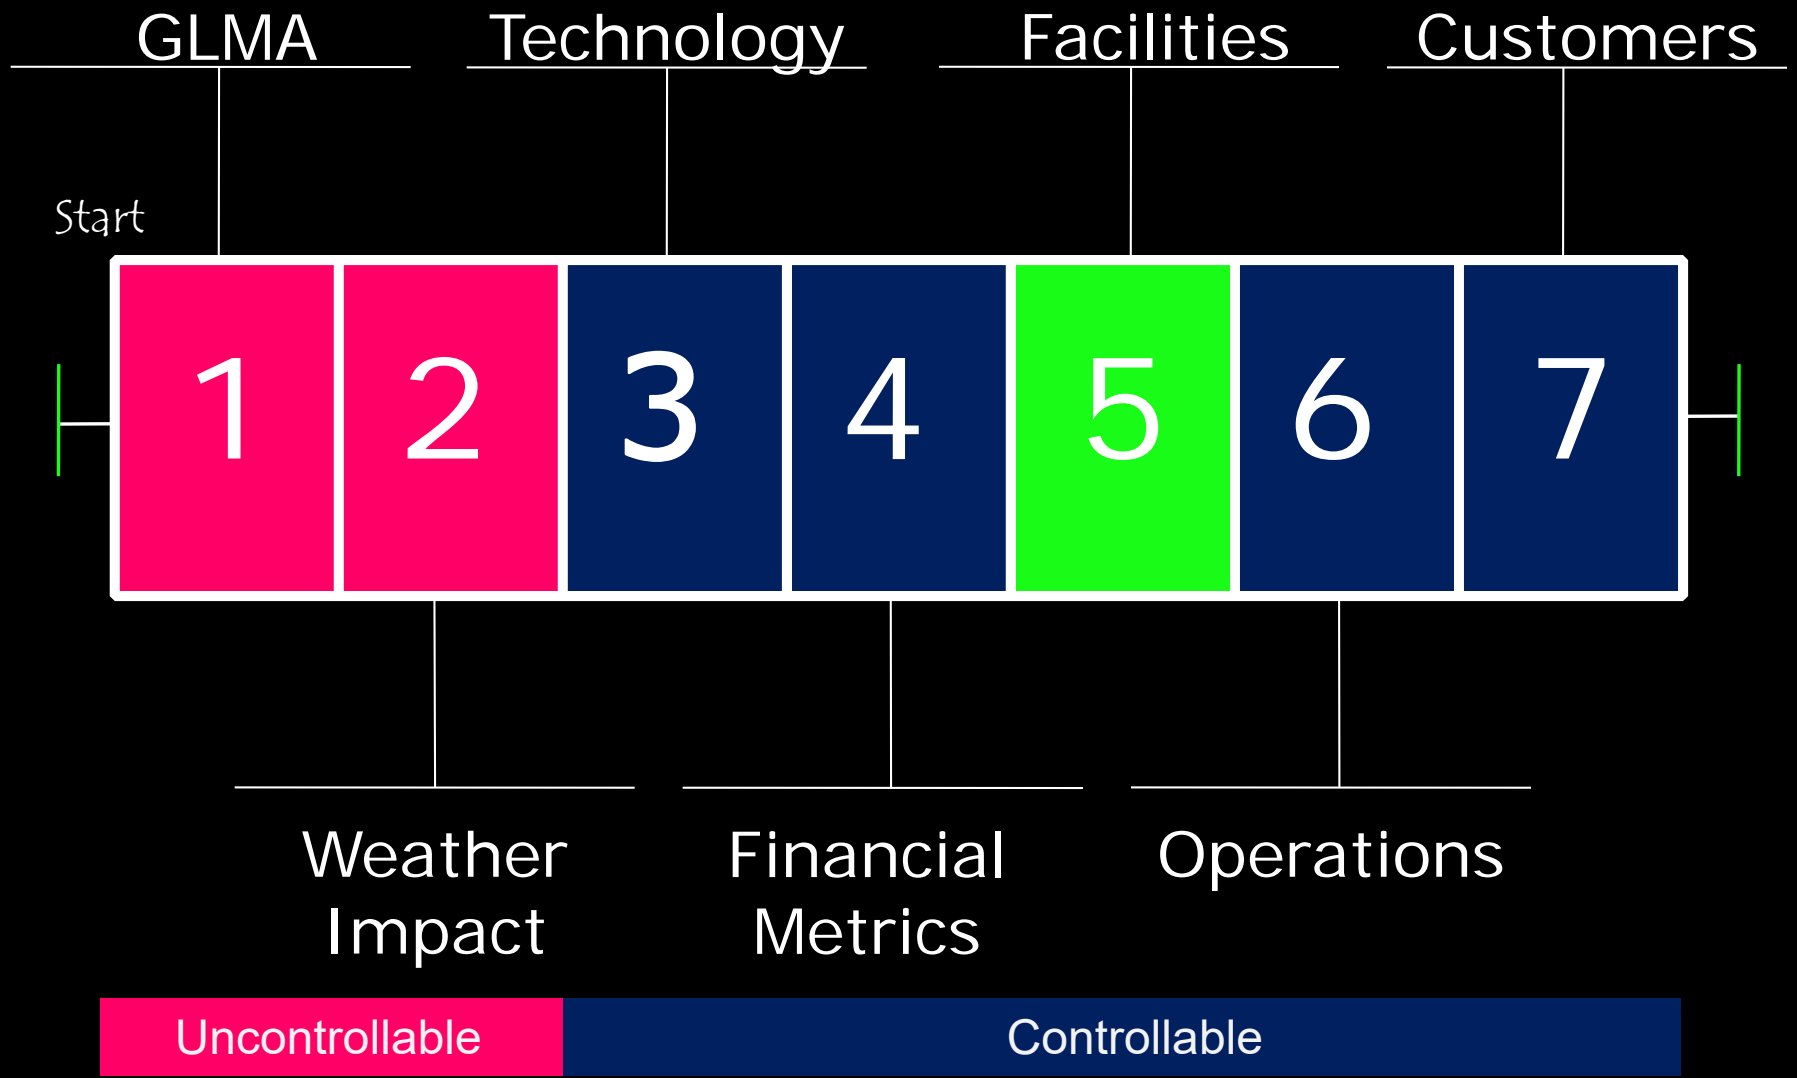 GLMA
Technology
Facilities
Customers
Start
1
2
3
4
5
6
7
Weather
Impact
Financial
Metrics
Operations
Uncontrollable
Controllable